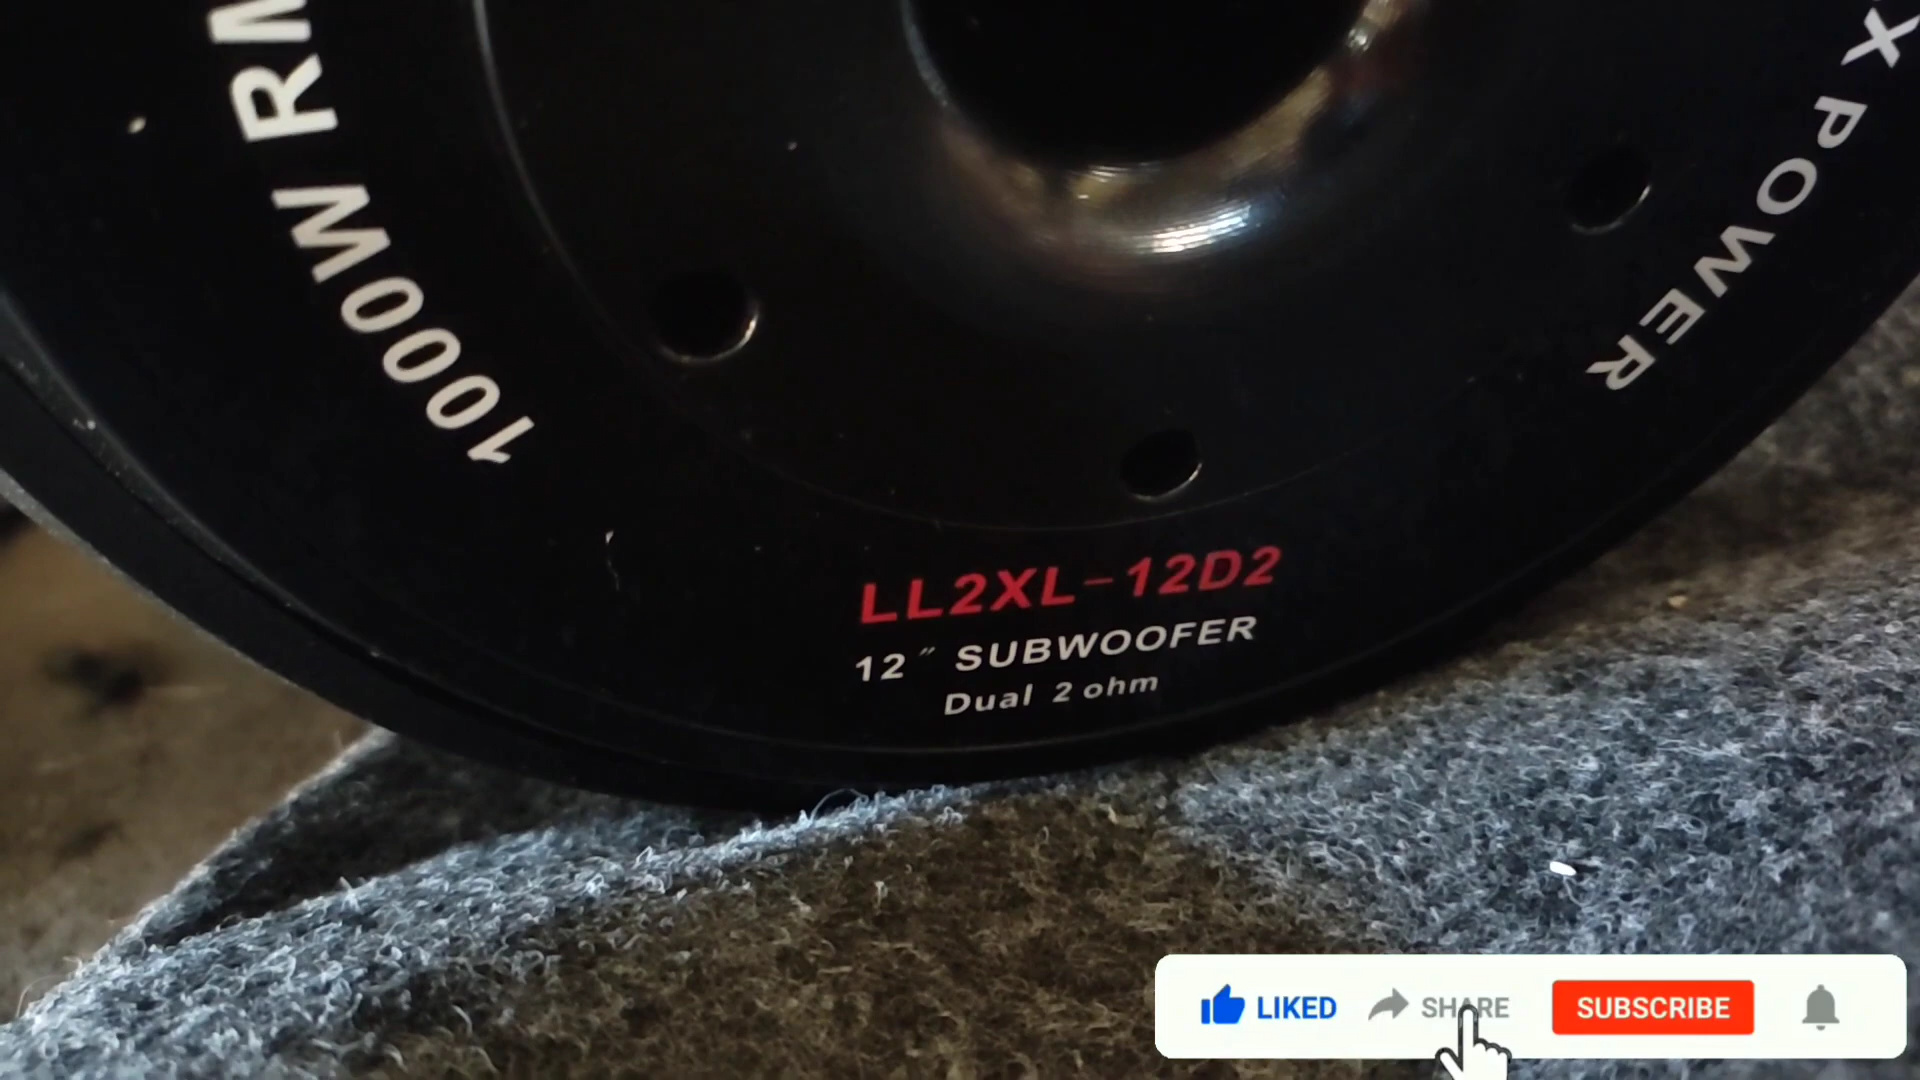 1000W RM
X POWER
LL2XL-12D2
12" SUBWOOFER
Dual 2 ohm
LIKED SHARE SUBSCRIBE